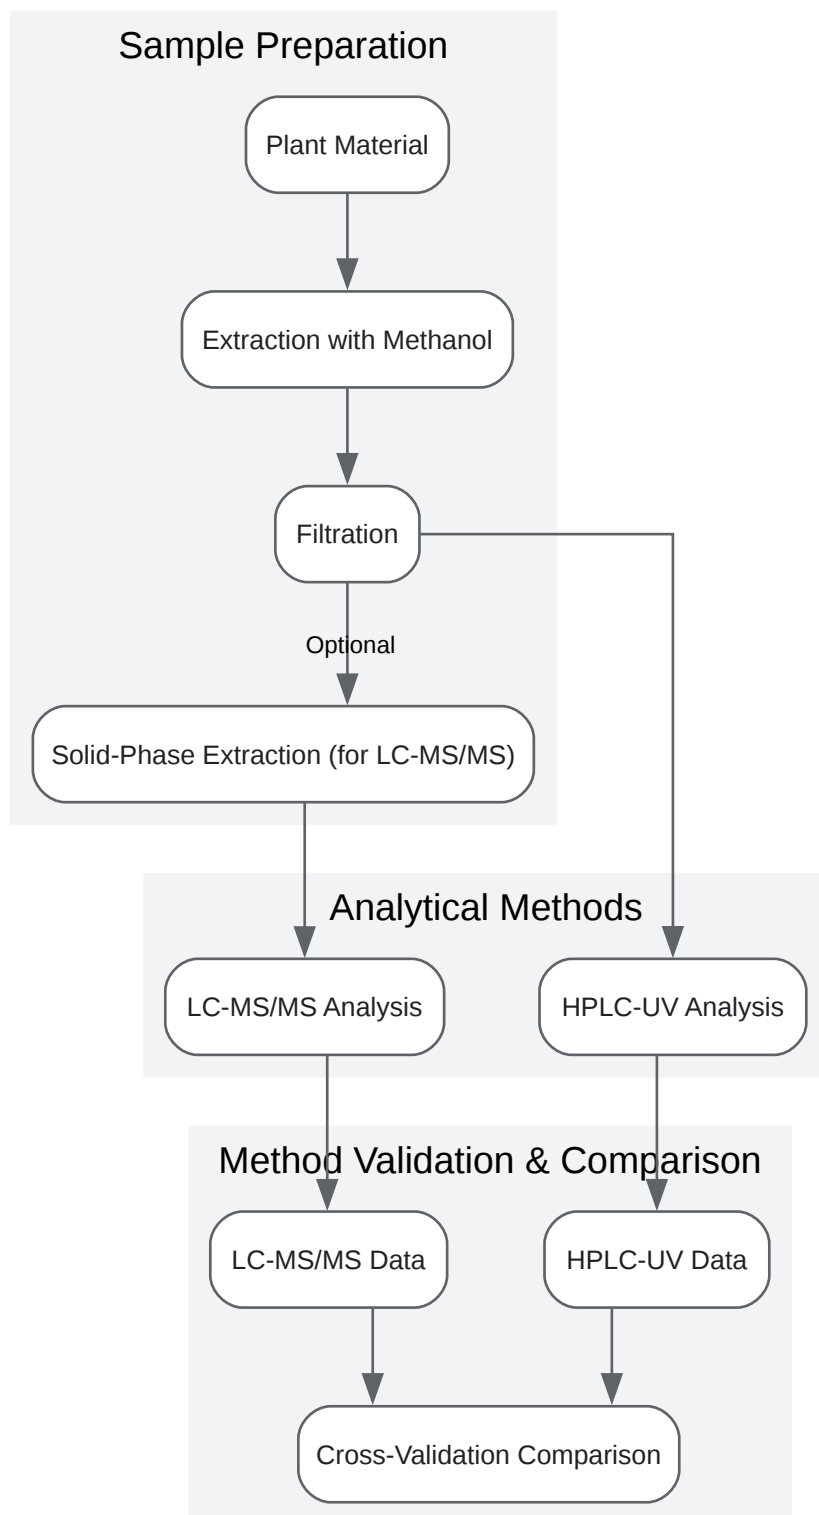 Sample Preparation
Plant Material
Extraction with Methanol
Filtration
Optional
Solid-Phase Extraction (for LC-MS/MS)
Analytical Methods
LC-MS/MS Analysis
HPLC-UV Analysis
Method Validation & Comparison
LC-MS/MS Data
HPLC-UV Data
Cross-Validation Comparison